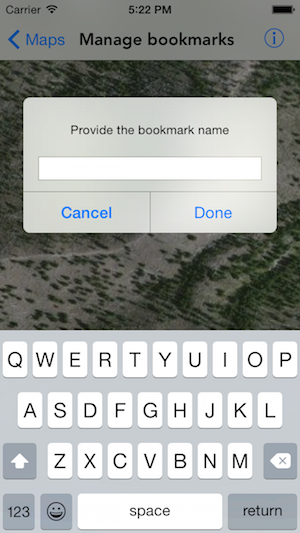 Carrier 5:22 PM
Maps Manage bookmarks
Provide the bookmark name
Cancel Done
Q W E R T Y U I O P
A S D F G H J K L
Z X C V B N M
123 space return